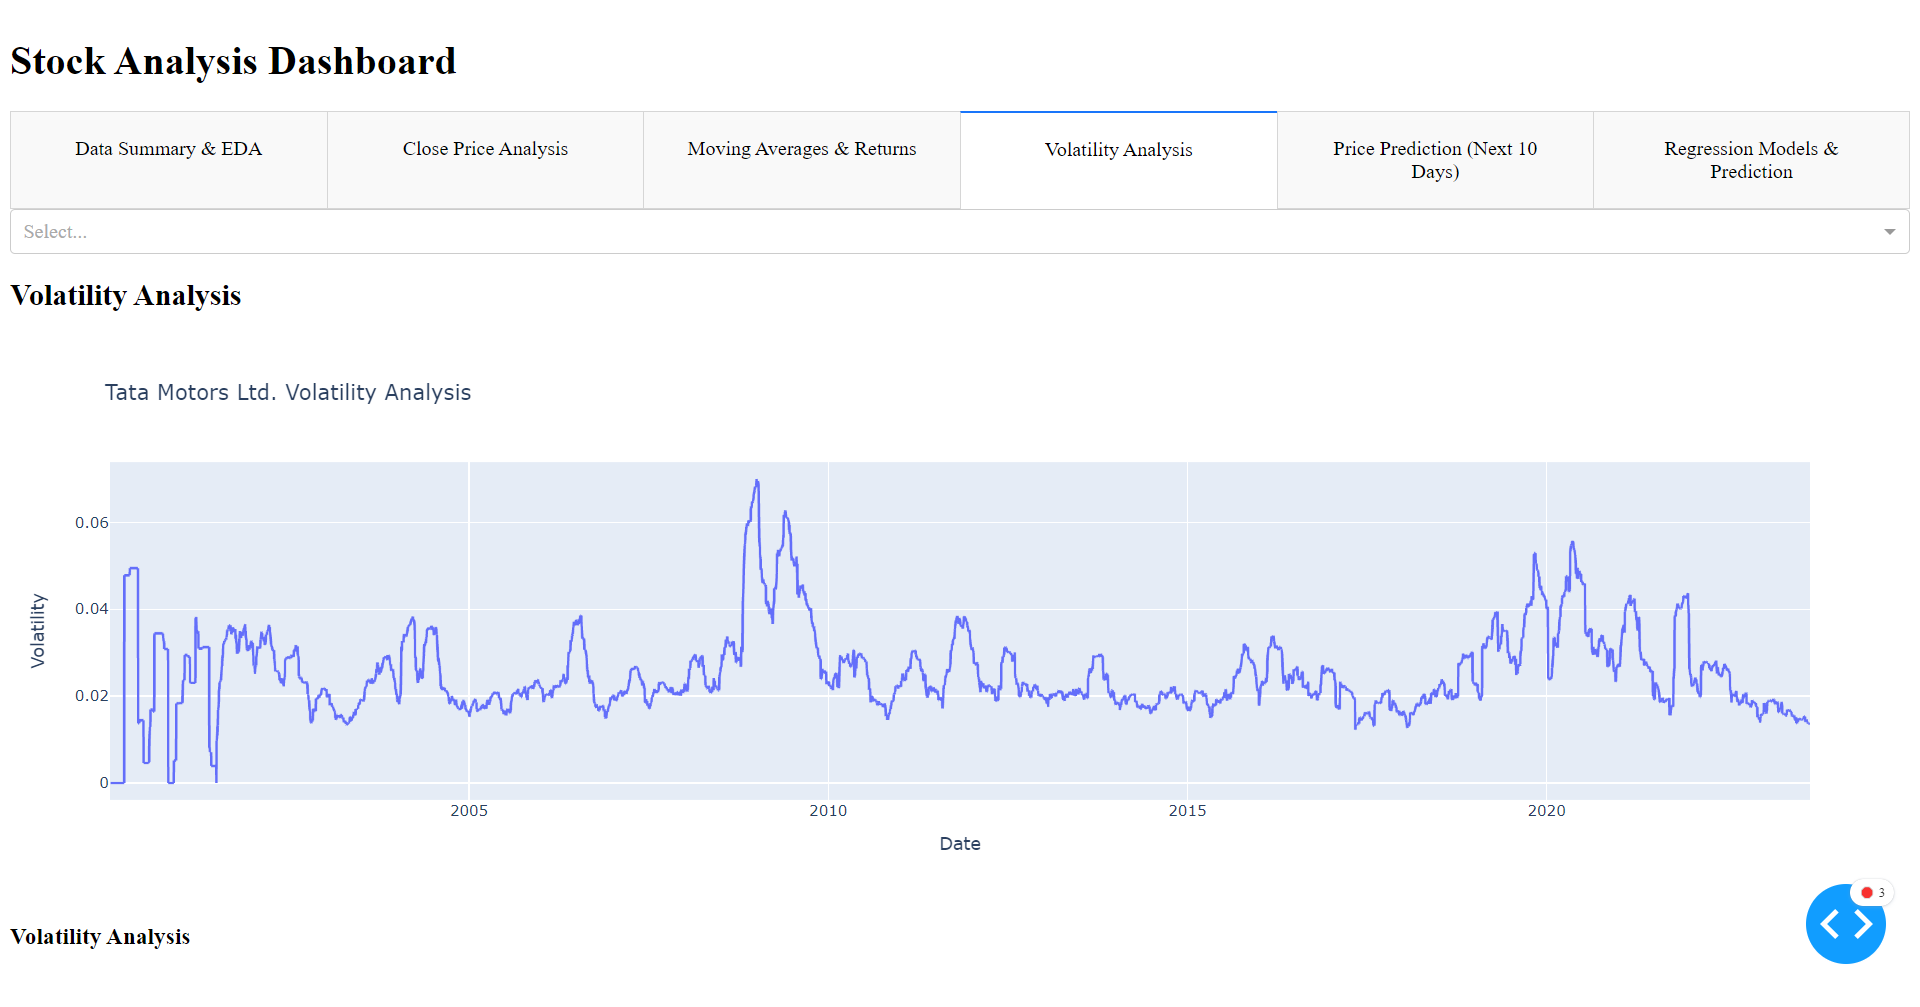 Stock Analysis Dashboard
Data Summary & EDA
Close Price Analysis
Moving Averages & Returns
Volatility Analysis
Price Prediction (Next 10
Days)
Regression Models &
Prediction
Select...
Volatility Analysis
Tata Motors Ltd. Volatility Analysis
0.06
0.04
0.02
0
Volatility
2005
2010
2015
2020
Date
3
Volatility Analysis